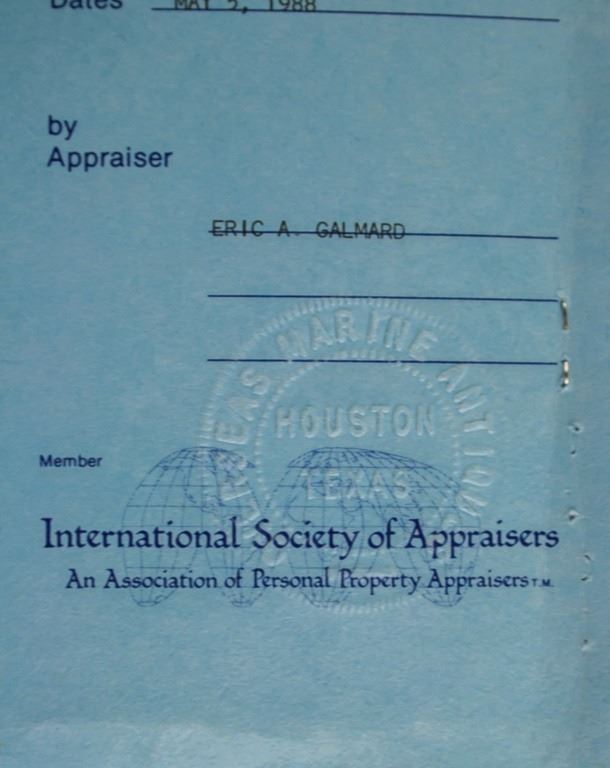 Dates MAY 5, 1988
by
Appraiser
ERIC A. GALMARD
MARINE
HOUSTON
TEXAS
Member
International Society of Appraisers
An Association of Personal Property Appraisers T.M.